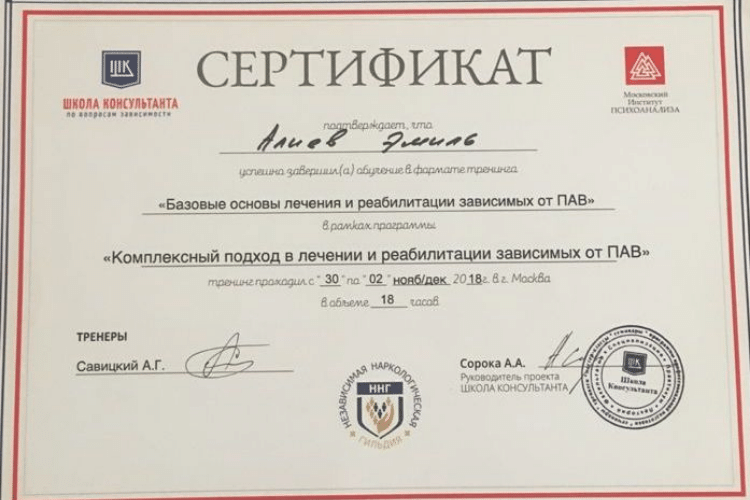 СЕРТИФИКАТ
ШК
ШКОЛА КОНСУЛЬТАНТА
по вопросам зависимости
Московский
Институт
ПСИХОАНАЛИЗА
подтверждает, что
Алиев Эмиль
успешно завершил(а) обучение в формате тренинга
«Базовые основы лечения и реабилитации зависимых от ПАВ»
в рамках программы
«Комплексный подход в лечении и реабилитации зависимых от ПАВ»
тренинг проходил с "30" по "02" нояб/дек 2018г. в г. Москва
в объеме 18 часов
ТРЕНЕРЫ
Савицкий А.Г.
НЕЗАВИСИМАЯ НАРКОЛОГИЧЕСКАЯ
ННГ
ГИЛЬДИЯ
Сорока А.А.
Руководитель проекта
ШКОЛА КОНСУЛЬТАНТА
ШК
Школа
Консультанта